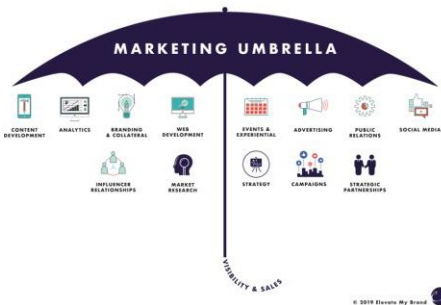 MARKETING UMBRELLA
CONTENT
DEVELOPMENT
ANALYTICS
BRANDING
& COLLATERAL
WEB
DEVELOPMENT
EVENTS &
EXPERIENTIAL
ADVERTISING
PUBLIC
RELATIONS
SOCIAL MEDIA
INFLUENCER
RELATIONSHIPS
MARKET
RESEARCH
STRATEGY
CAMPAIGNS
STRATEGIC
PARTNERSHIPS
VISIBILITY & SALES
© 2019 Elevate My Brand